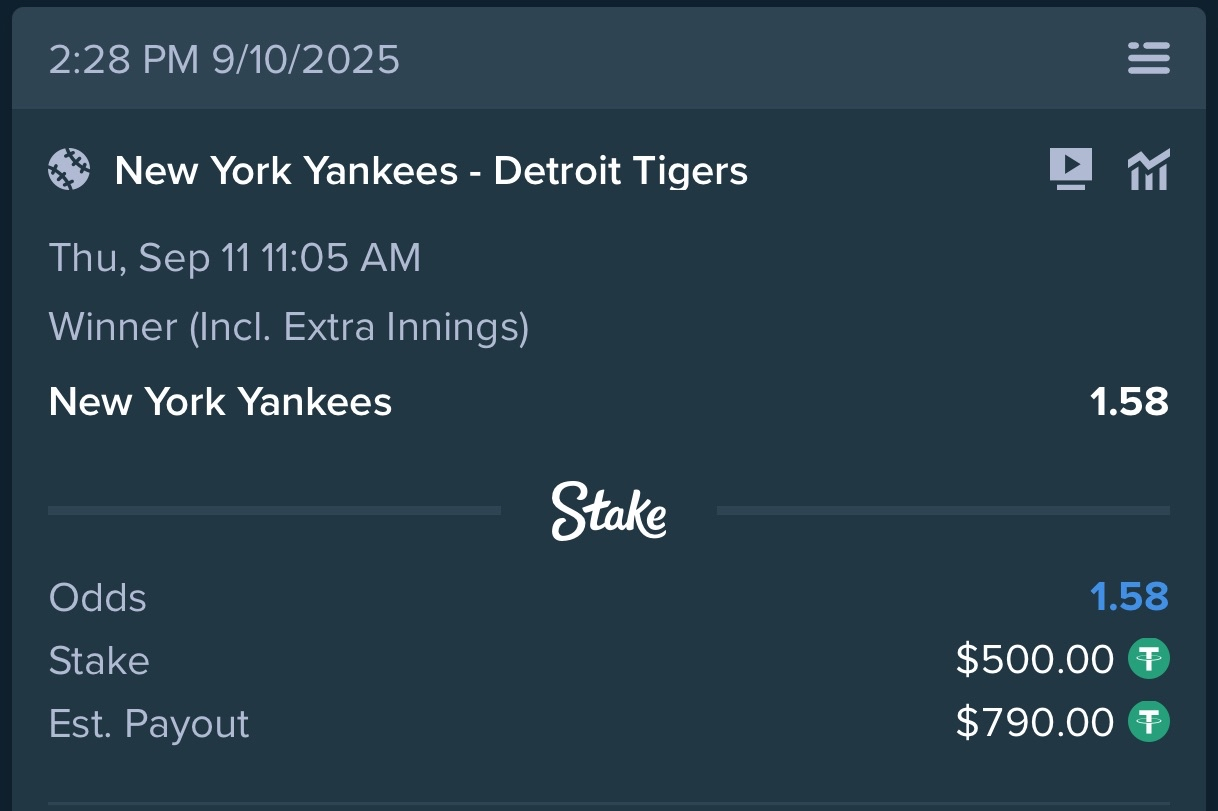 2:28 PM 9/10/2025
New York Yankees - Detroit Tigers
Thu, Sep 11 11:05 AM
Winner (Incl. Extra Innings)
New York Yankees 1.58
Stake
Odds 1.58
Stake $500.00
Est. Payout $790.00